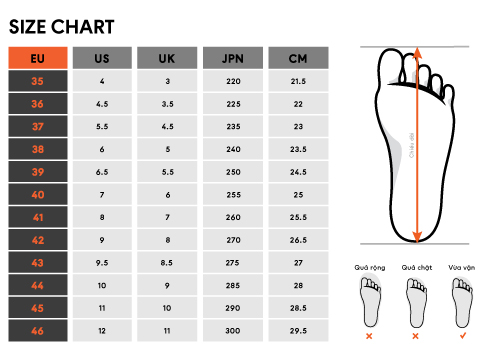 SIZE CHART
EU US UK JPN CM
35 4 3 220 21.5
36 4.5 3.5 225 22
37 5.5 4.5 235 23
38 6 5 240 23.5
39 6.5 5.5 250 24.5
40 7 6 255 25
41 8 7 260 25.5
42 9 8 270 26.5
43 9.5 8.5 275 27
44 10 9 285 28
45 11 10 290 28.5
46 12 11 300 29.5
Chiều dài
Quá rộng Quá chật Vừa vặn